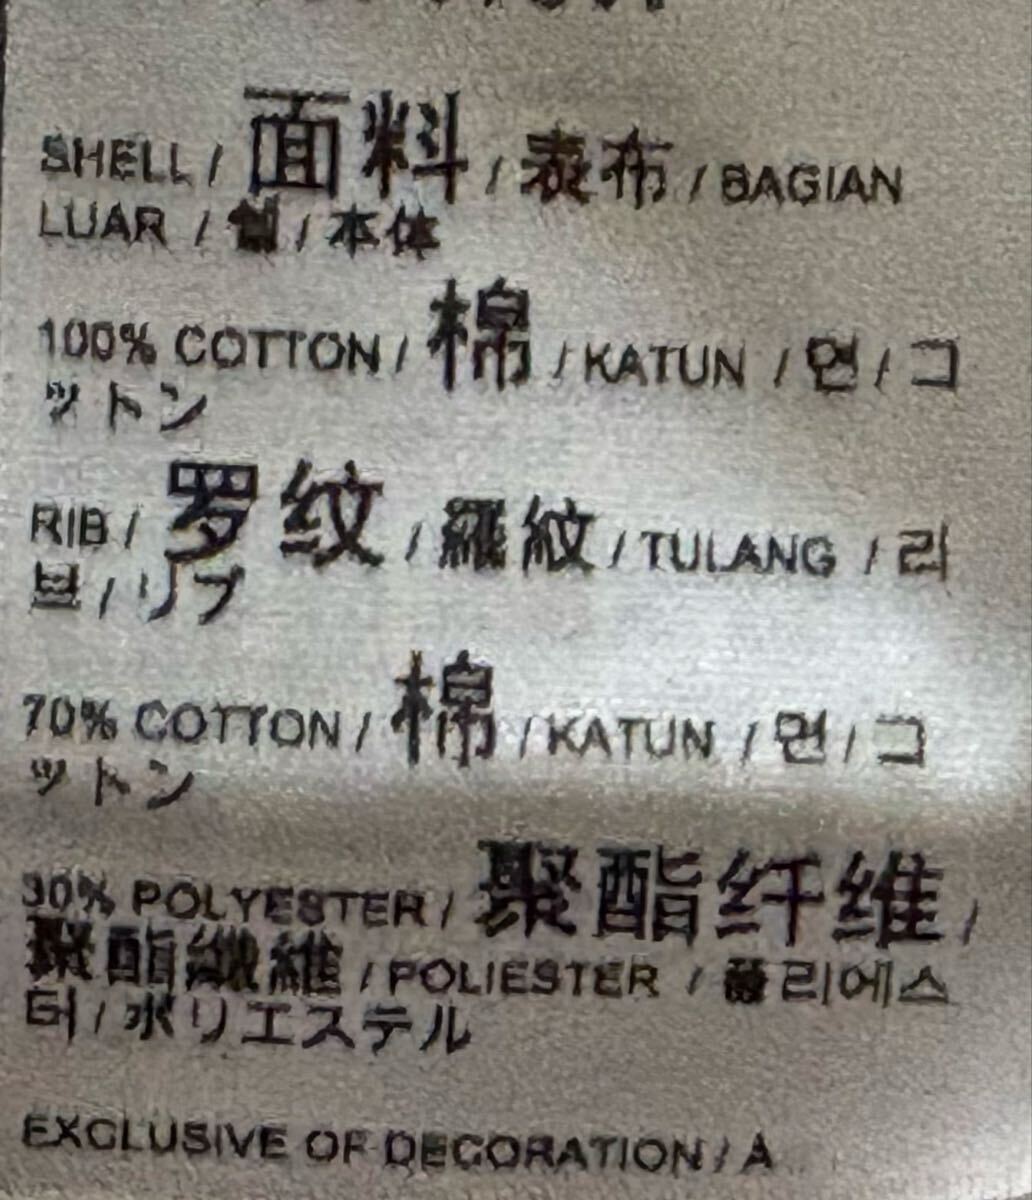 SHELL / 面料 / 表布 / BAGIAN
LUAR / 쉘 / 本体
100% COTTON / 棉 / KATUN / 면 / コ
ットン
RIB / 罗纹 / 羅紋 / TULANG / 리
브 / リブ
70% COTTON / 棉 / KATUN / 면 / コ
ットン
30% POLYESTER / 聚酯纤维 /
聚酯纖維 / POLIESTER / 폴리에스
터 / ポリエステル
EXCLUSIVE OF DECORATION / A